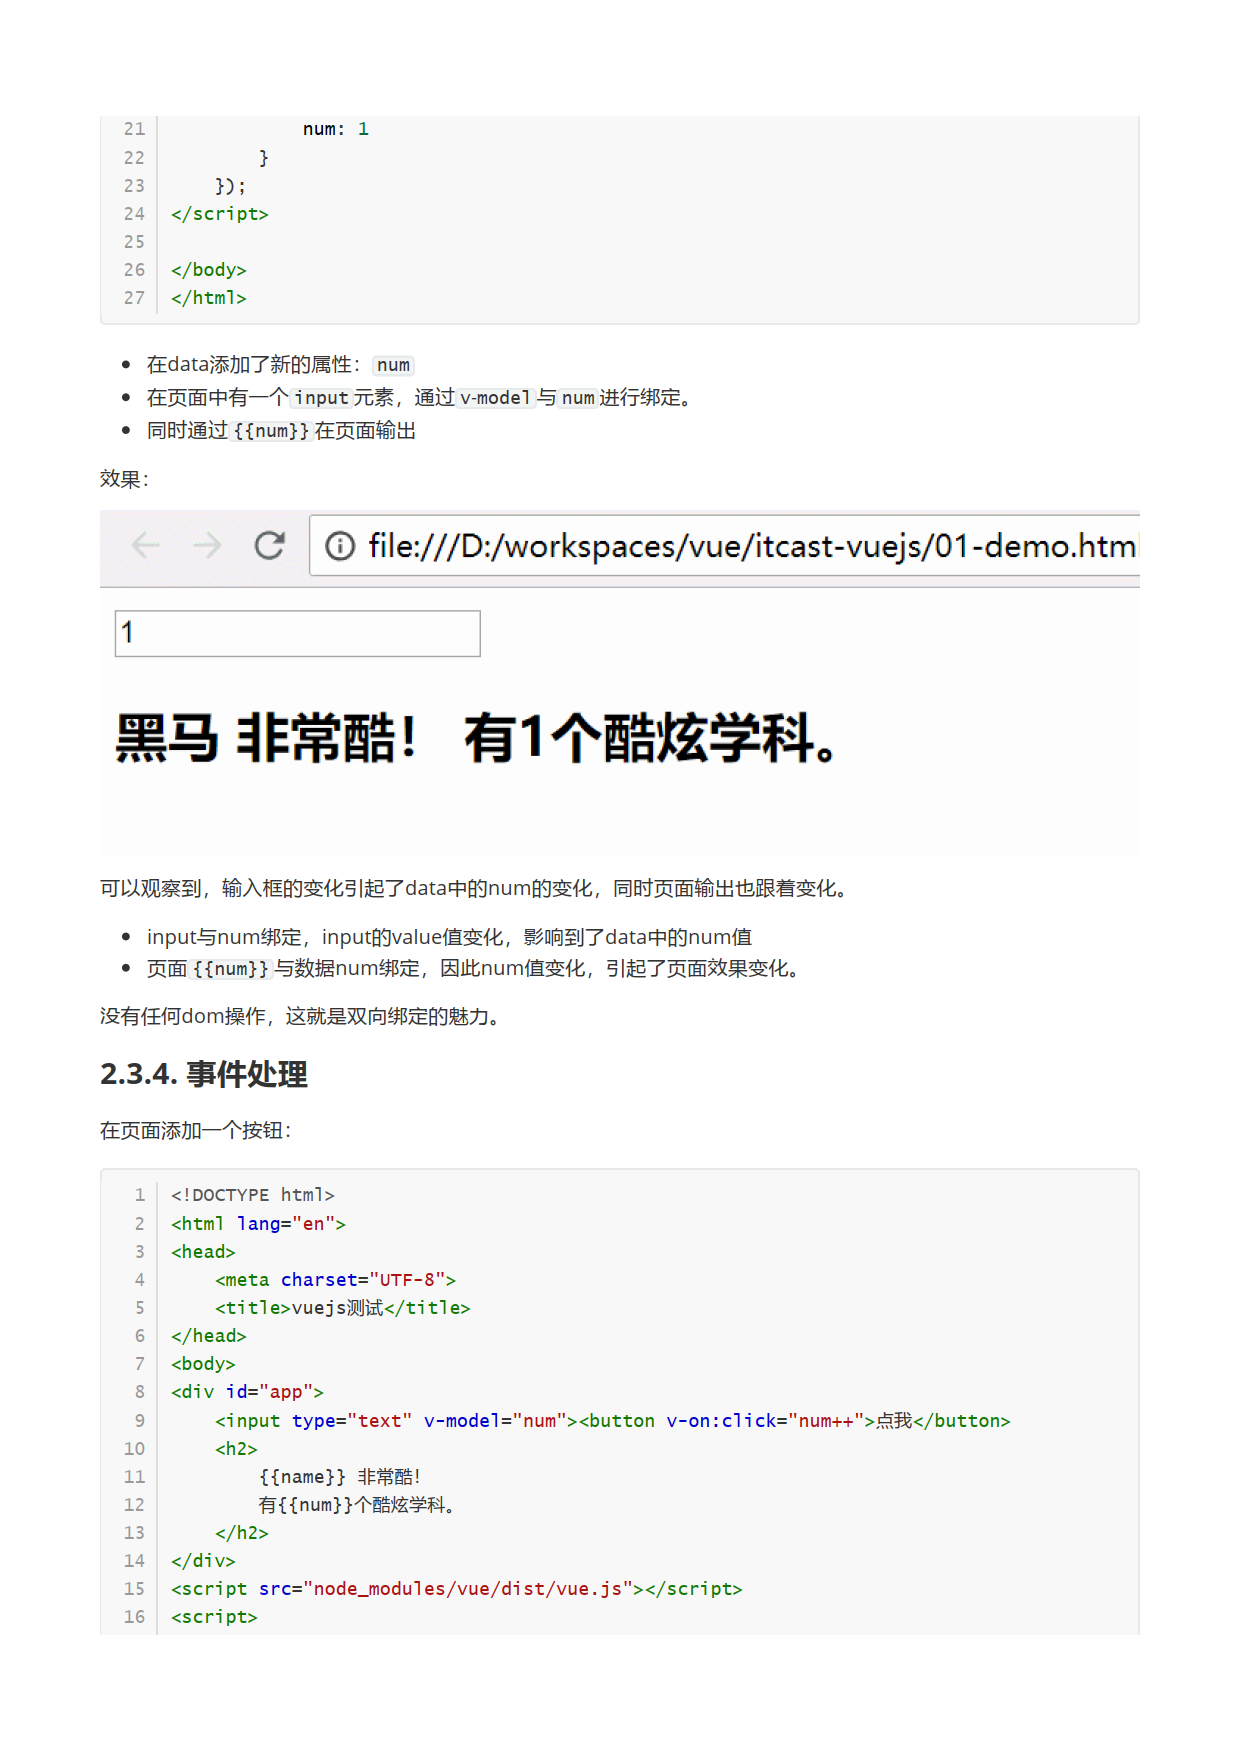 21             num: 1
22         }
23     });
24 </script>
25
26 </body>
27 </html>
• 在data添加了新的属性：num
• 在页面中有一个input元素，通过v-model与num进行绑定。
• 同时通过{{num}}在页面输出
效果：
file:///D:/workspaces/vue/itcast-vuejs/01-demo.html
1
黑马 非常酷！ 有1个酷炫学科。
可以观察到，输入框的变化引起了data中的num的变化，同时页面输出也跟着变化。
• input与num绑定，input的value值变化，影响到了data中的num值
• 页面{{num}}与数据num绑定，因此num值变化，引起了页面效果变化。
没有任何dom操作，这就是双向绑定的魅力。
2.3.4. 事件处理
在页面添加一个按钮：
1 <!DOCTYPE html>
2 <html lang="en">
3 <head>
4     <meta charset="UTF-8">
5     <title>vuejs测试</title>
6 </head>
7 <body>
8 <div id="app">
9     <input type="text" v-model="num"><button v-on:click="num++">点我</button>
10     <h2>
11         {{name}} 非常酷！
12         有{{num}}个酷炫学科。
13     </h2>
14 </div>
15 <script src="node_modules/vue/dist/vue.js"></script>
16 <script>